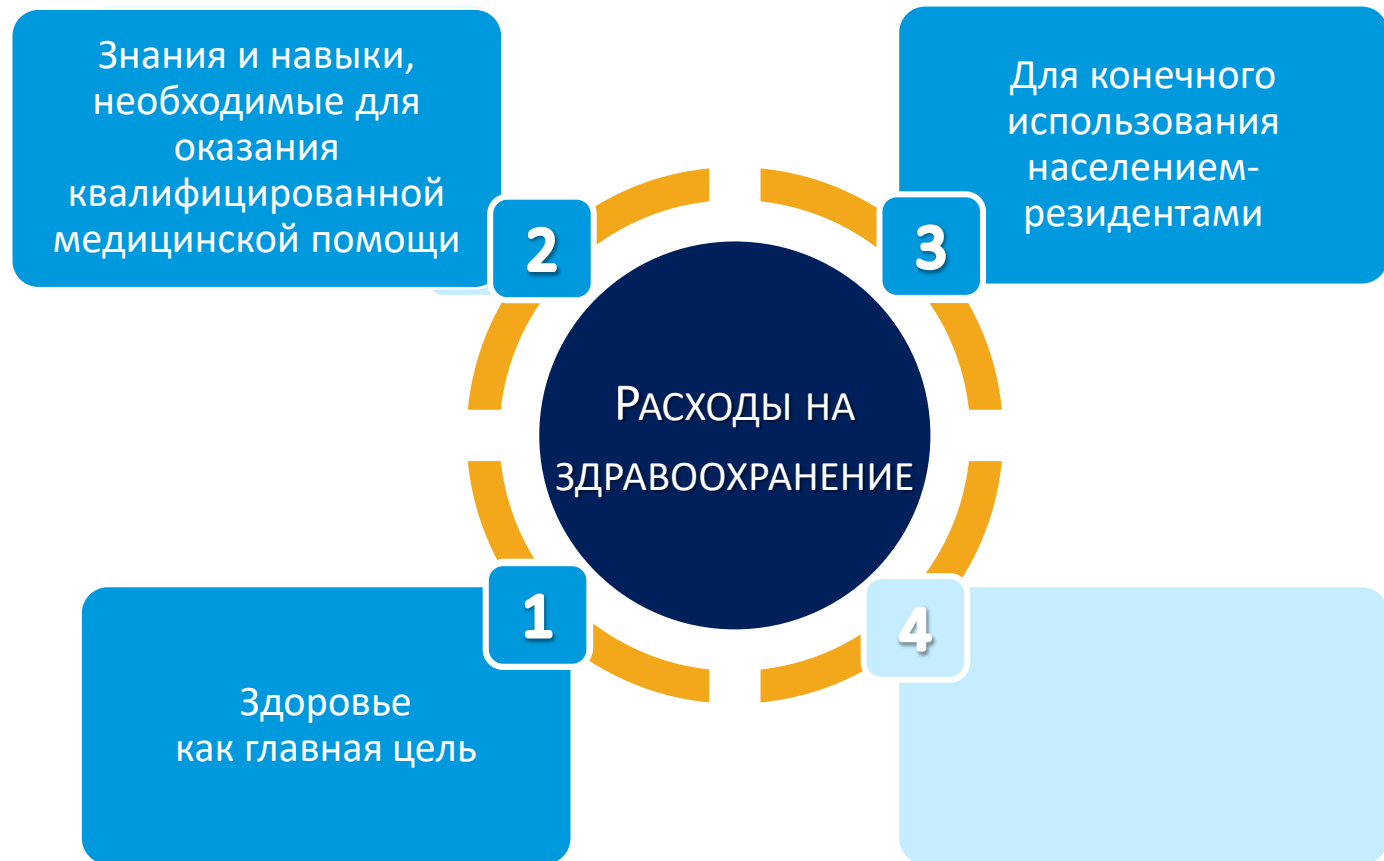 Знания и навыки,
необходимые для
оказания
квалифицированной
медицинской помощи
2
Для конечного
использования
населением-
резидентами
3
Расходы на
здравоохранение
1
Здоровье
как главная цель
4